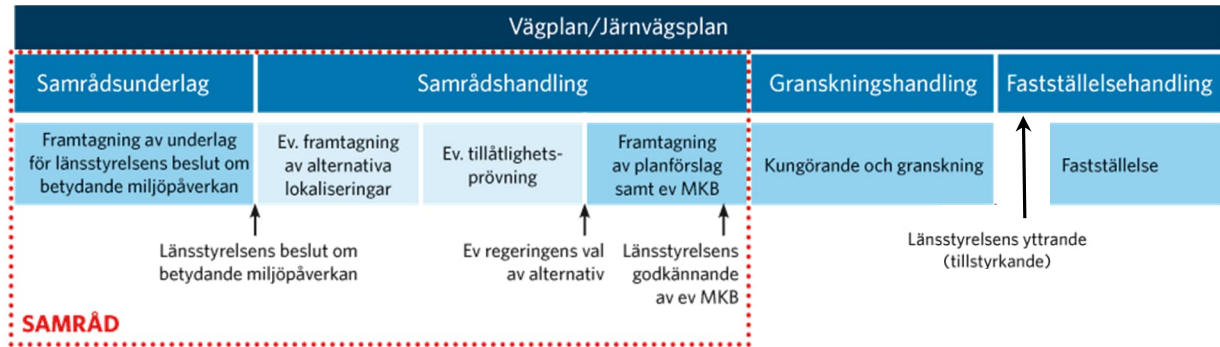 Vägplan/Järnvägsplan
Samrådsunderlag
Samrådshandling
Granskningshandling
Fastställelsehandling
Framtagning av underlag
för länsstyrelsens beslut om
betydande miljöpåverkan
Ev. framtagning
av alternativa
lokaliseringar
Ev. tillåtlighets-
prövning
Framtagning
av planförslag
samt ev MKB
Kungörande och granskning
Fastställelse
Länsstyrelsens beslut om
betydande miljöpåverkan
Ev regeringens val
av alternativ
Länsstyrelsens
godkännande
av ev MKB
Länsstyrelsens yttrande
(tillstyrkande)
SAMRÅD